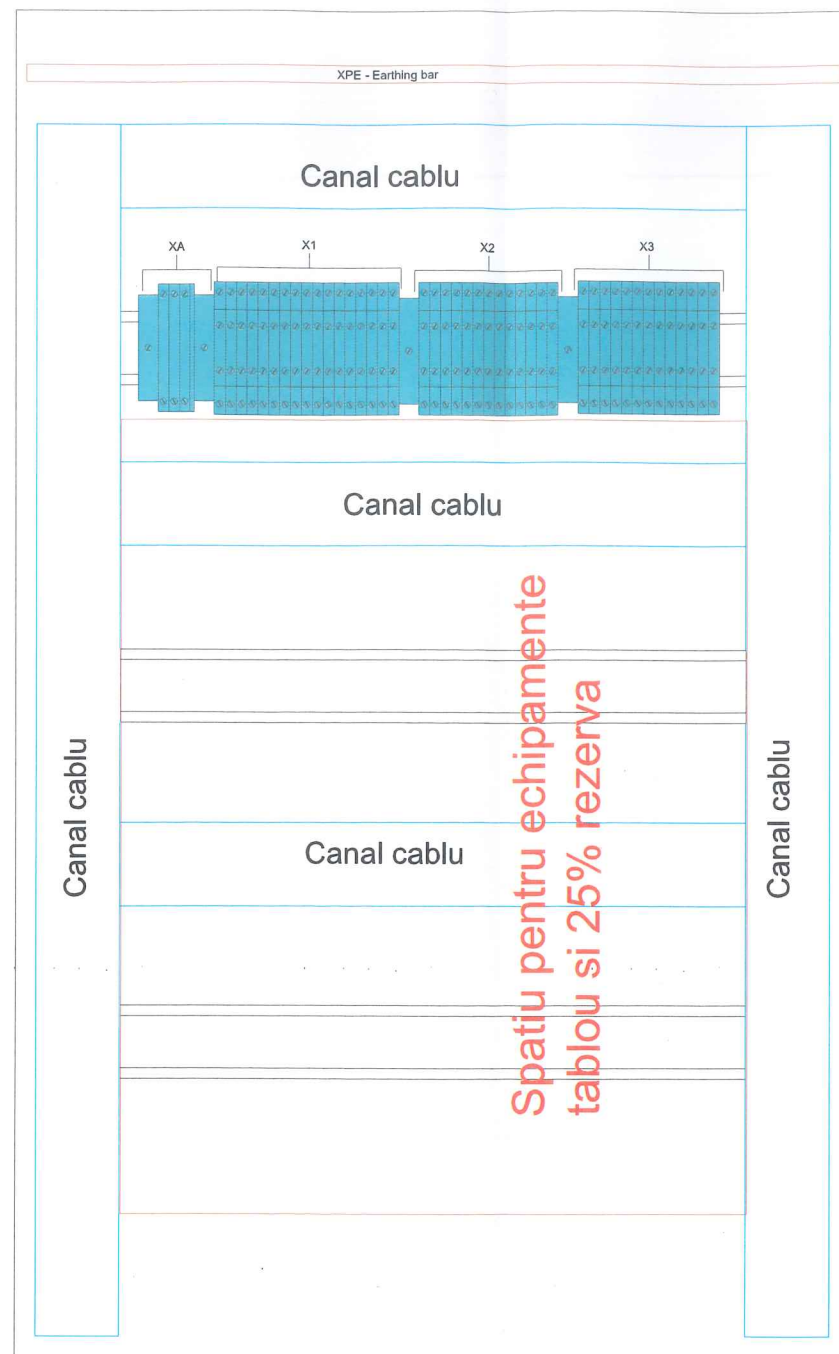 XPE - Earthing bar
Canal cablu
XA
X1
X2
X3
Canal cablu
Canal cablu
Canal cablu
Canal cablu
Spatiu pentru echipamente
tablou si 25% rezerva